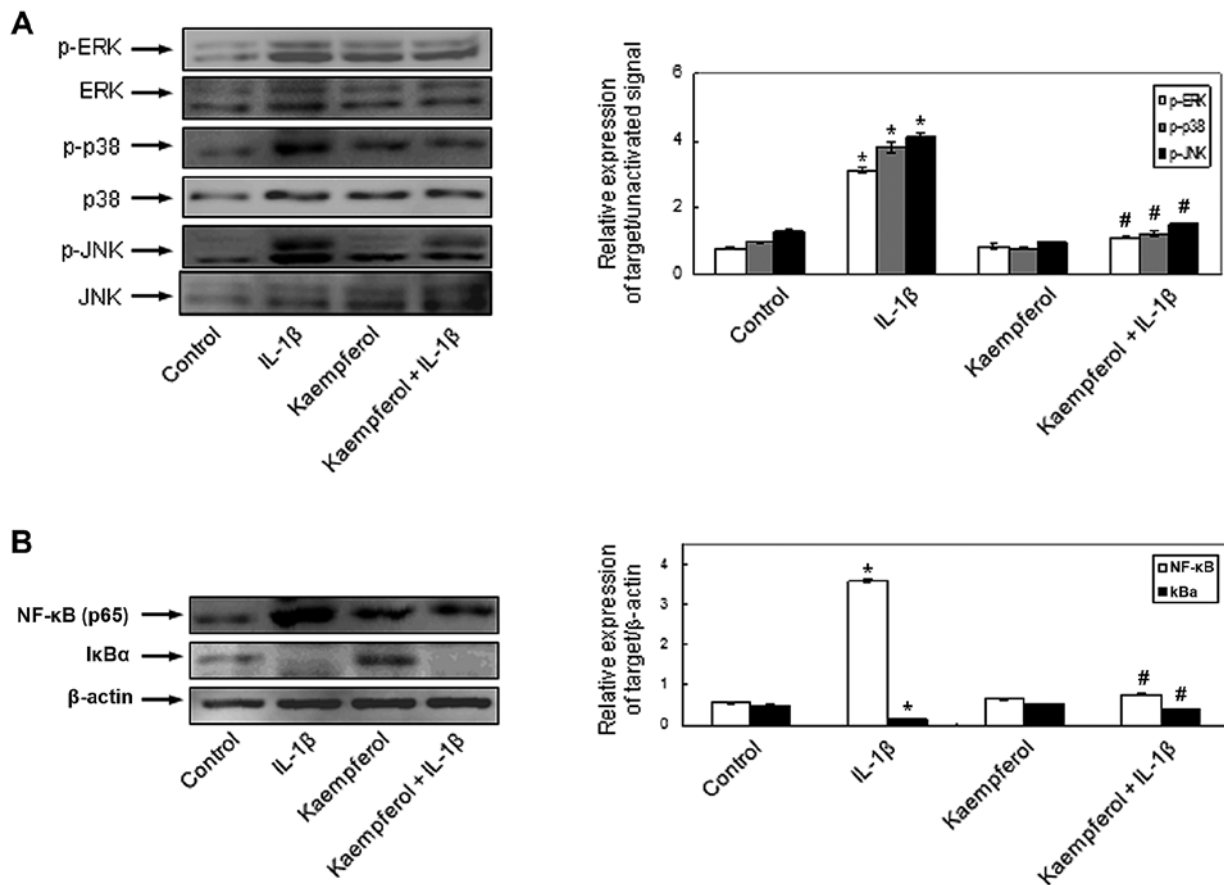 A
p-ERK
ERK
p-p38
p38
p-JNK
JNK
Control
IL-1β
Kaempferol
Kaempferol + IL-1β
Relative expression
of target/unactivated signal
6
4
2
0
* * *
# # #
p-ERK
p-p38
p-JNK
Control
IL-1β
Kaempferol
Kaempferol + IL-1β
B
NF-κB (p65)
IκBα
β-actin
Control
IL-1β
Kaempferol
Kaempferol + IL-1β
Relative expression
of target/β-actin
4
3
2
1
0
*
*
#
#
NF-κB
kBa
Control
IL-1β
Kaempferol
Kaempferol + IL-1β